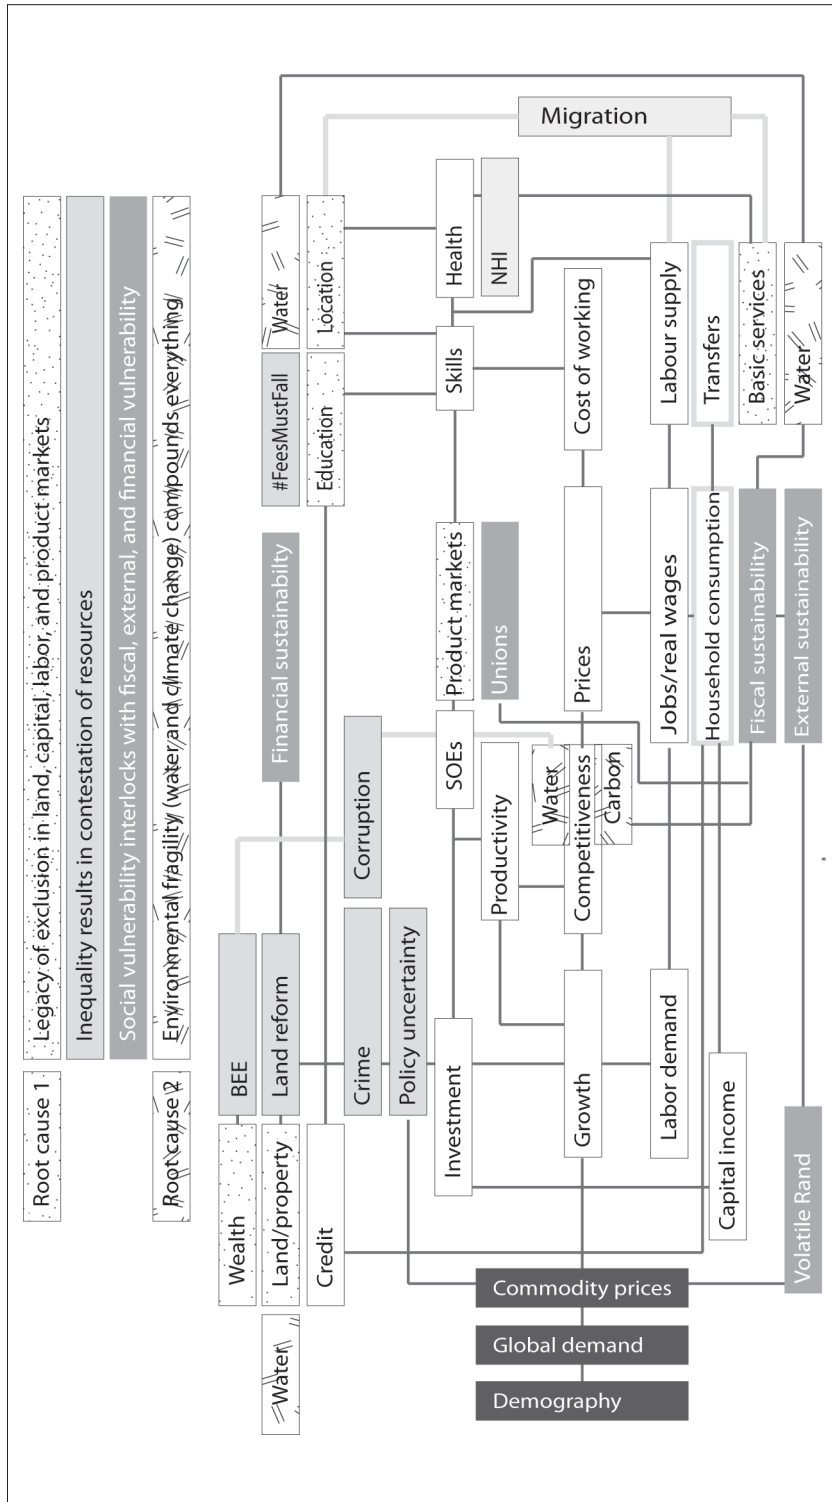 Root cause 1
Legacy of exclusion in land, capital, labor, and product markets
Inequality results in contestation of resources
Social vulnerability interlocks with fiscal, external, and financial vulnerability
Root cause 2
Environmental fragility (water and climate change) compounds everything
Wealth
BEE
Water
Land/property
Land reform
Financial sustainabilty
#FeesMustFall
Water
Credit
Education
Location
Crime
Corruption
Policy uncertainty
Investment
SOEs
Product markets
Skills
Health
Productivity
Unions
NHI
Migration
Water
Growth
Competitiveness
Prices
Cost of working
Carbon
Labor demand
Jobs/real wages
Labour supply
Capital income
Household consumption
Transfers
Fiscal sustainability
Basic services
Volatile Rand
External sustainability
Water
Commodity prices
Global demand
Demography